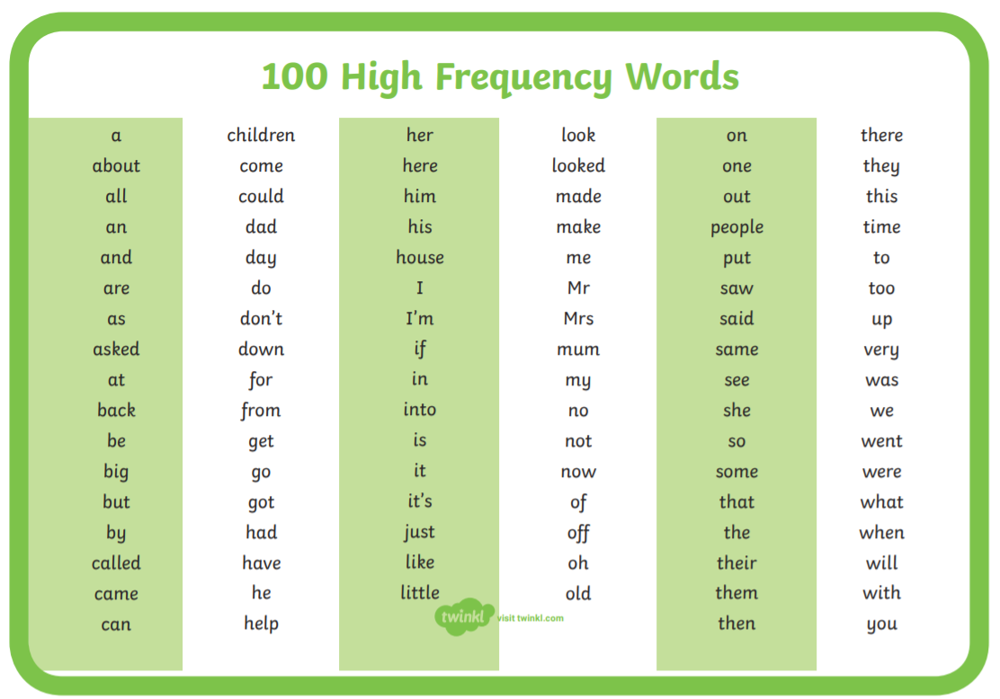 100 High Frequency Words
a
about
all
an
and
are
as
asked
at
back
be
big
but
by
called
came
can
children
come
could
dad
day
do
don't
down
for
from
get
go
got
had
have
he
help
her
here
him
his
house
I
I'm
if
in
into
is
it
it's
just
like
little
look
looked
made
make
me
Mr
Mrs
mum
my
no
not
now
of
off
oh
old
on
one
out
people
put
saw
said
same
see
she
so
some
that
the
their
them
then
there
they
this
time
to
too
up
very
was
we
went
were
what
when
will
with
you
twinkl visit twinkl.com